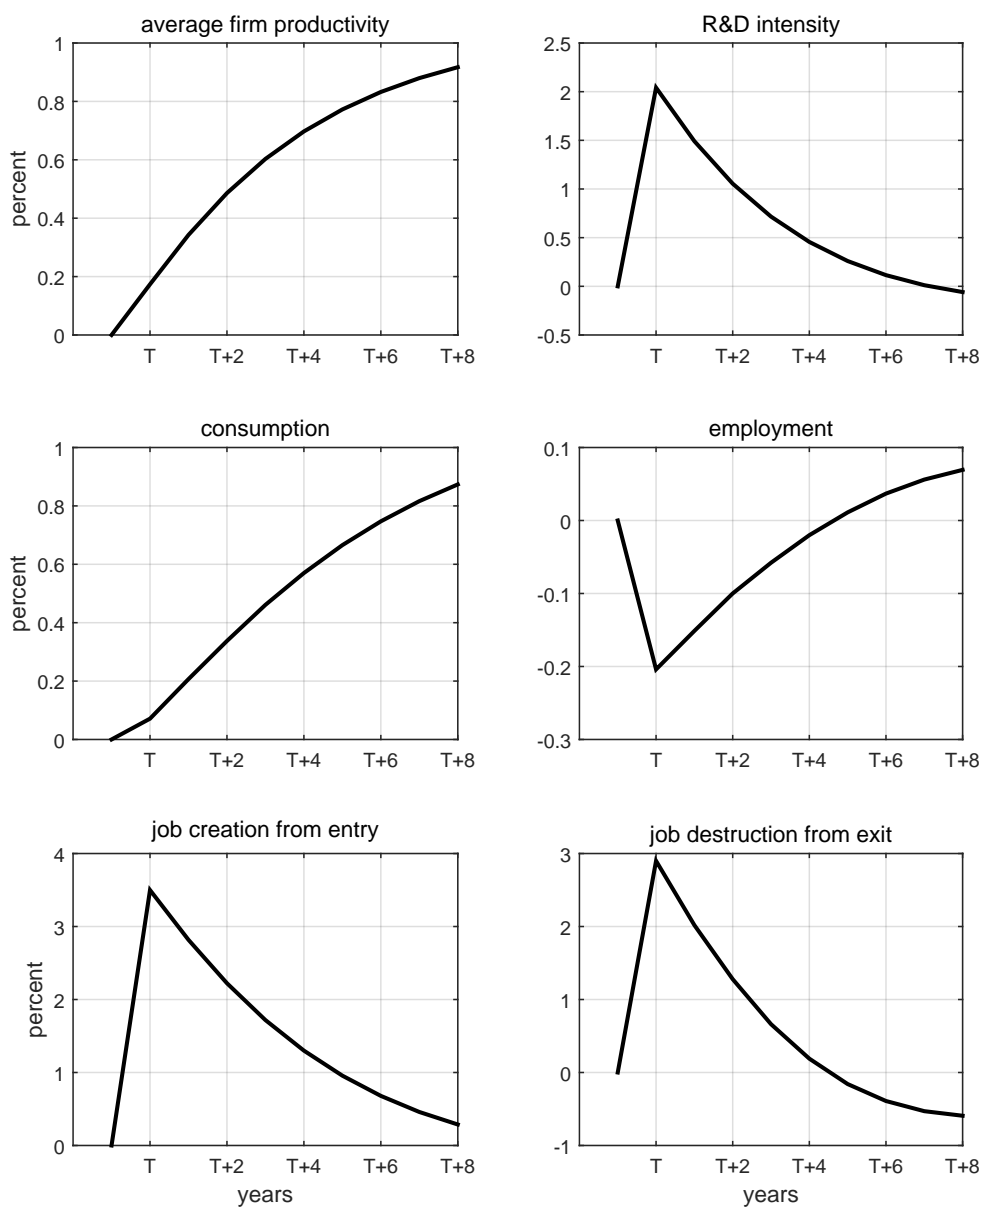 average firm productivity
1
0.8
0.6
0.4
0.2
0
percent
T T+2 T+4 T+6 T+8
R&D intensity
2.5
2
1.5
1
0.5
0
-0.5
T T+2 T+4 T+6 T+8
consumption
1
0.8
0.6
0.4
0.2
0
percent
T T+2 T+4 T+6 T+8
employment
0.1
0
-0.1
-0.2
-0.3
T T+2 T+4 T+6 T+8
job creation from entry
4
3
2
1
0
percent
T T+2 T+4 T+6 T+8
years
job destruction from exit
3
2
1
0
-1
T T+2 T+4 T+6 T+8
years